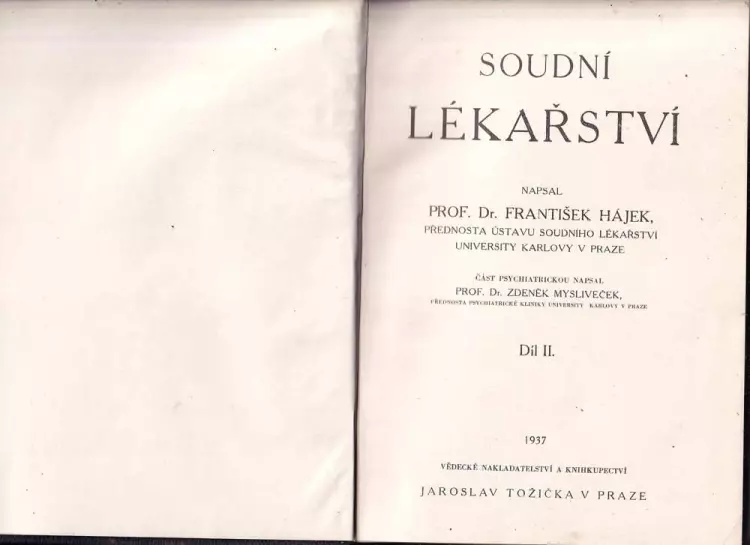 SOUDNÍ
LÉKAŘSTVÍ
NAPSAL
PROF. Dr. FRANTIŠEK HÁJEK,
PŘEDNOSTA ÚSTAVU SOUDNÍHO LÉKAŘSTVÍ
UNIVERSITY KARLOVY V PRAZE
ČÁST PSYCHIATRICKOU NAPSAL
PROF. Dr. ZDENĚK MYSLIVEČEK,
PŘEDNOSTA PSYCHIATRICKÉ KLINIKY UNIVERSITY KARLOVY V PRAZE
Díl II.
1937
VĚDECKÉ NAKLADATELSTVÍ A KNIHKUPECTVÍ
JAROSLAV TOŽIČKA V PRAZE